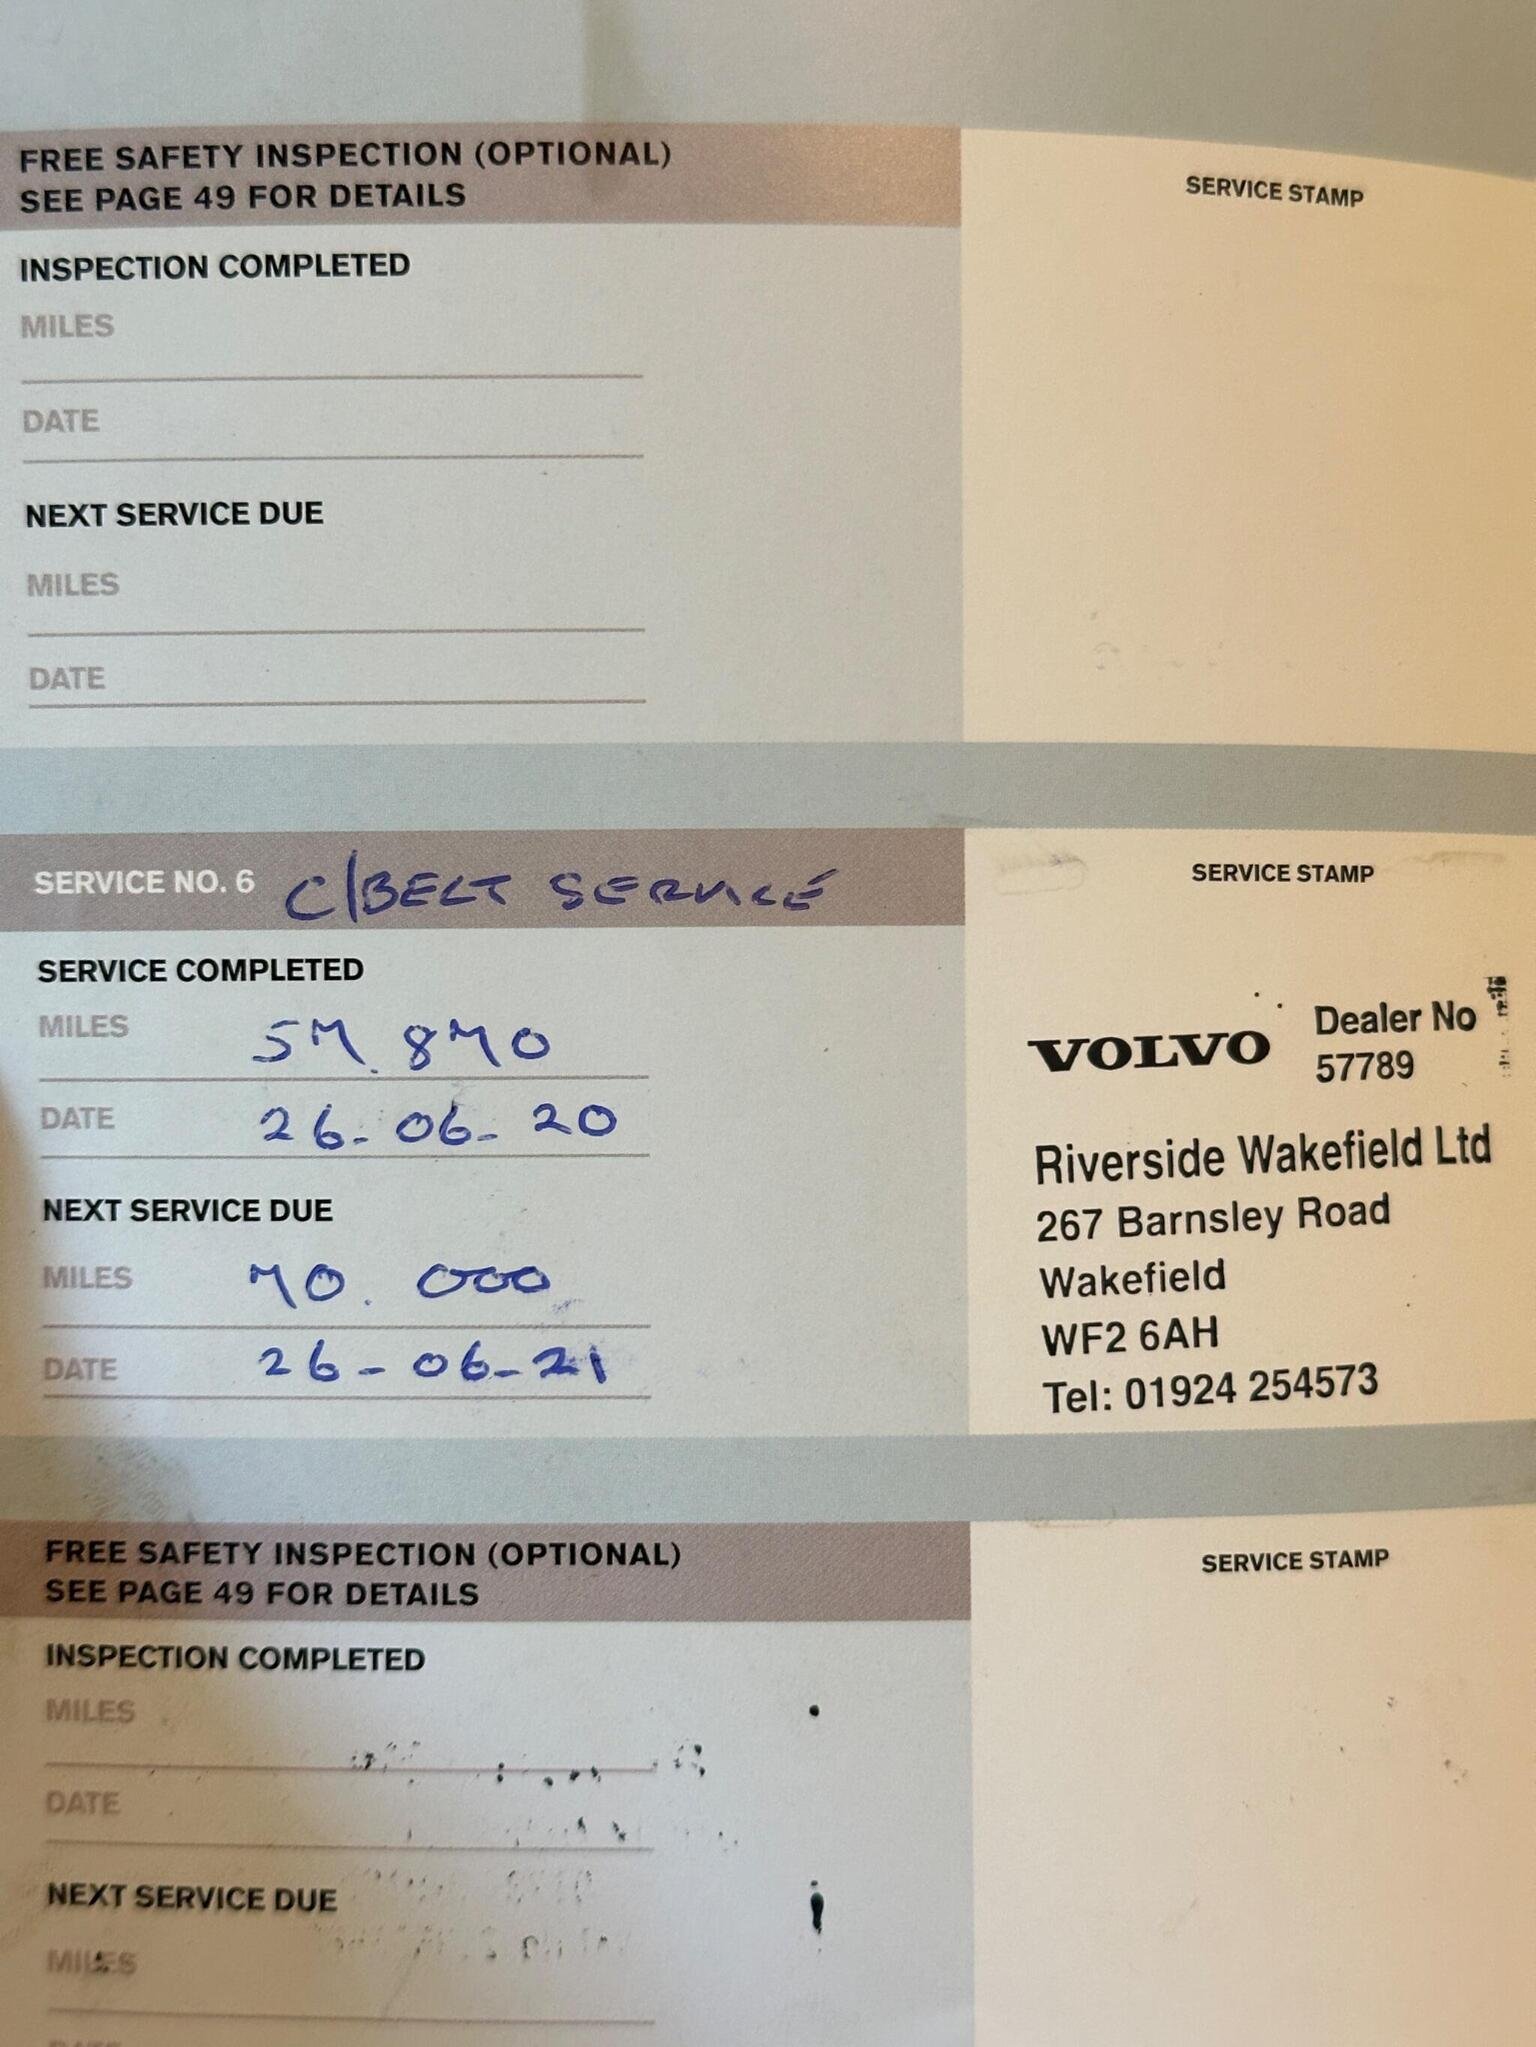 FREE SAFETY INSPECTION (OPTIONAL)
SEE PAGE 49 FOR DETAILS
SERVICE STAMP
INSPECTION COMPLETED
MILES
DATE
NEXT SERVICE DUE
MILES
DATE
SERVICE NO. 6 C/BELT SERVICE
SERVICE STAMP
SERVICE COMPLETED
MILES 57.870
DATE 26-06-20
NEXT SERVICE DUE
MILES 70.000
DATE 26-06-21
VOLVO
Dealer No
57789
Riverside Wakefield Ltd
267 Barnsley Road
Wakefield
WF2 6AH
Tel: 01924 254573
FREE SAFETY INSPECTION (OPTIONAL)
SEE PAGE 49 FOR DETAILS
SERVICE STAMP
INSPECTION COMPLETED
MILES
DATE
NEXT SERVICE DUE
MILES